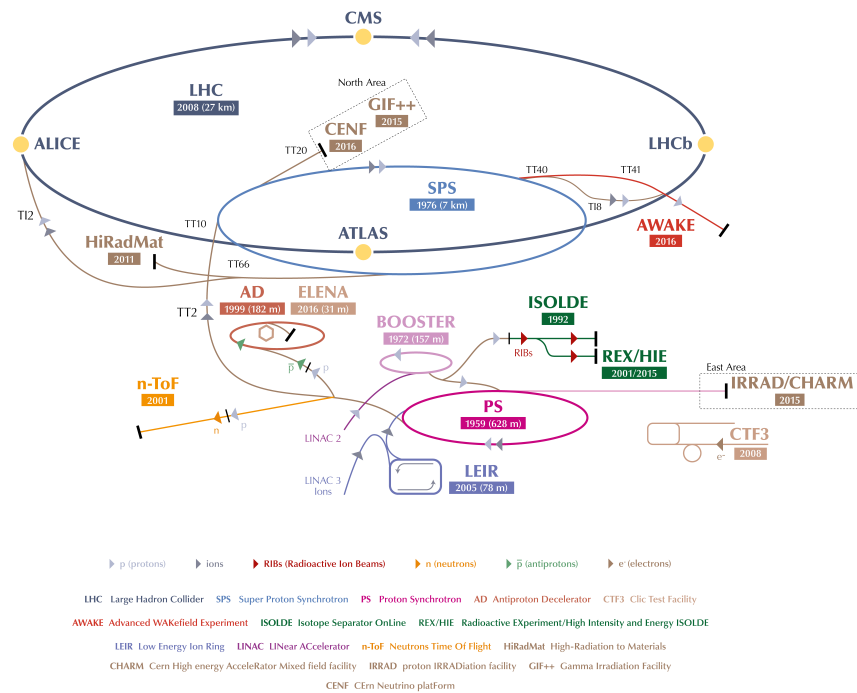 CMS
North Area
LHC
2008 (27 km)
GIF++
2015
CENF
2016
ALICE
LHCb
TT20
TT40
TT41
SPS
1976 (7 km)
TI8
TI2
TT10
AWAKE
2016
ATLAS
HiRadMat
2011
TT66
AD
1999 (182 m)
ELENA
2016 (31 m)
TT2
ISOLDE
1992
BOOSTER
1972 (157 m)
RIBs
REX/HIE
2001/2015
p̅
p
East Area
IRRAD/CHARM
2015
n-ToF
2001
PS
1959 (628 m)
n
p
LINAC 2
CTF3
2008
e-
LEIR
2005 (78 m)
LINAC 3
Ions
p (protons) ions RIBs (Radioactive Ion Beams) n (neutrons) p̅ (antiprotons) e- (electrons)
LHC Large Hadron Collider SPS Super Proton Synchrotron PS Proton Synchrotron AD Antiproton Decelerator CTF3 Clic Test Facility
AWAKE Advanced WAKefield Experiment ISOLDE Isotope Separator OnLine REX/HIE Radioactive EXperiment/High Intensity and Energy ISOLDE
LEIR Low Energy Ion Ring LINAC LINear ACcelerator n-ToF Neutrons Time Of Flight HiRadMat High-Radiation to Materials
CHARM Cern High energy AcceleRator Mixed field facility IRRAD proton IRRADiation facility GIF++ Gamma Irradiation Facility
CENF CErn Neutrino platForm